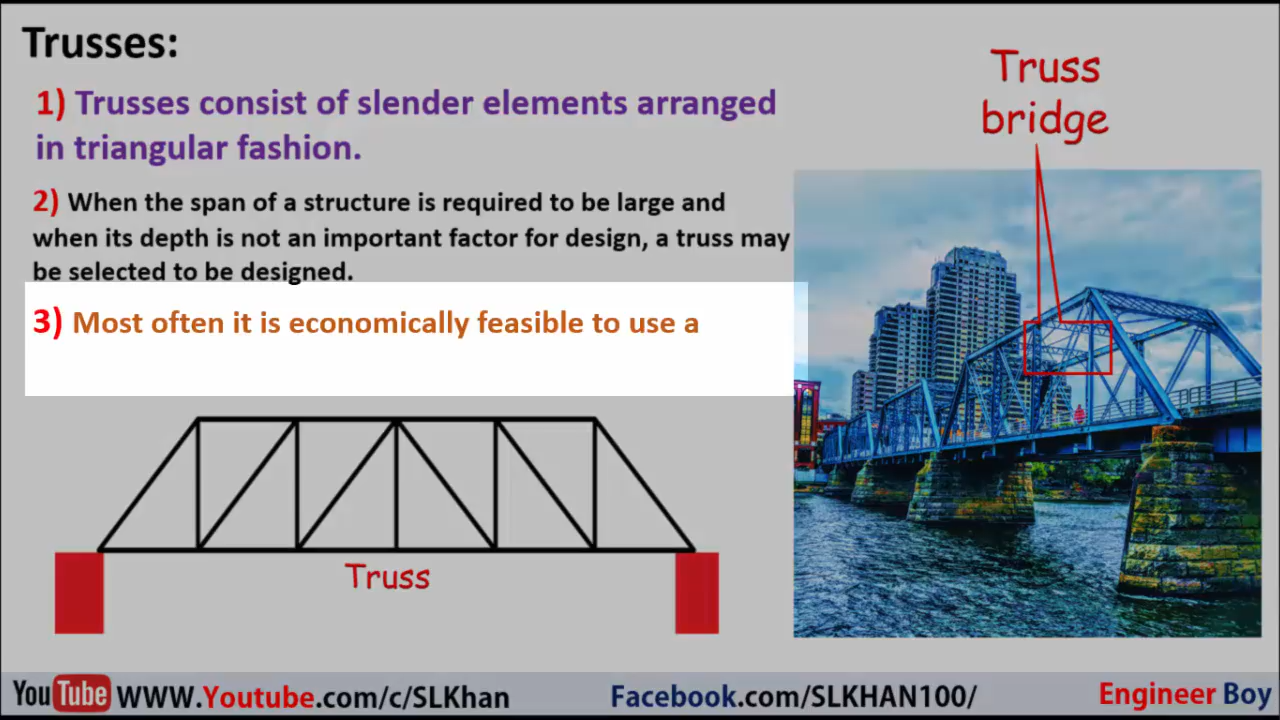 Trusses:
1) Trusses consist of slender elements arranged
in triangular fashion.
2) When the span of a structure is required to be large and
when its depth is not an important factor for design, a truss may
be selected to be designed.
3) Most often it is economically feasible to use a
Truss
bridge
Truss
YouTube WWW.Youtube.com/c/SLKhan
Facebook.com/SLKHAN100/
Engineer Boy